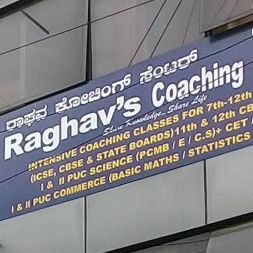 ರಾಘವ ಕೋಚಿಂಗ್ ಸೆಂಟರ್
Raghav's Coaching
Share Knowledge... Share Life
INTENSIVE COACHING CLASSES FOR 7th-12th
(ICSE, CBSE & STATE BOARDS) 11th & 12th CB
I & II PUC SCIENCE (PCMB / E / C.S)+ CET /
I & II PUC COMMERCE (BASIC MATHS / STATISTICS